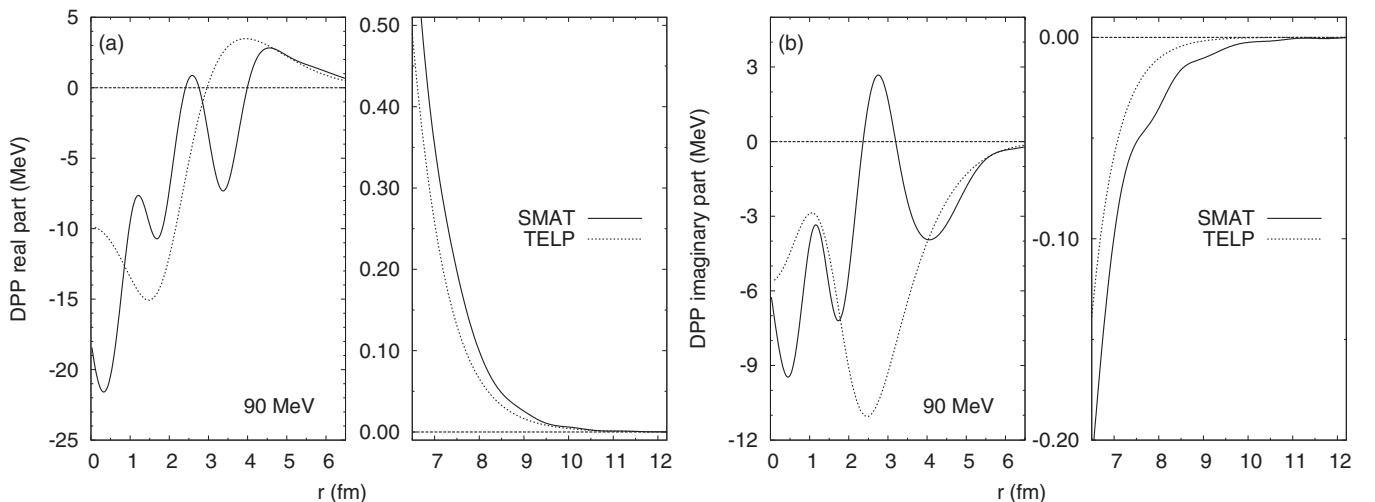 (a)
DPP real part (MeV)
5
0
-5
-10
-15
-20
-25
0 1 2 3 4 5 6
90 MeV
0.50
0.40
0.30
0.20
0.10
0.00
7 8 9 10 11 12
SMAT
TELP
r (fm)
(b)
DPP imaginary part (MeV)
3
0
-3
-6
-9
-12
0 1 2 3 4 5 6
90 MeV
0.00
-0.10
-0.20
7 8 9 10 11 12
SMAT
TELP
r (fm)